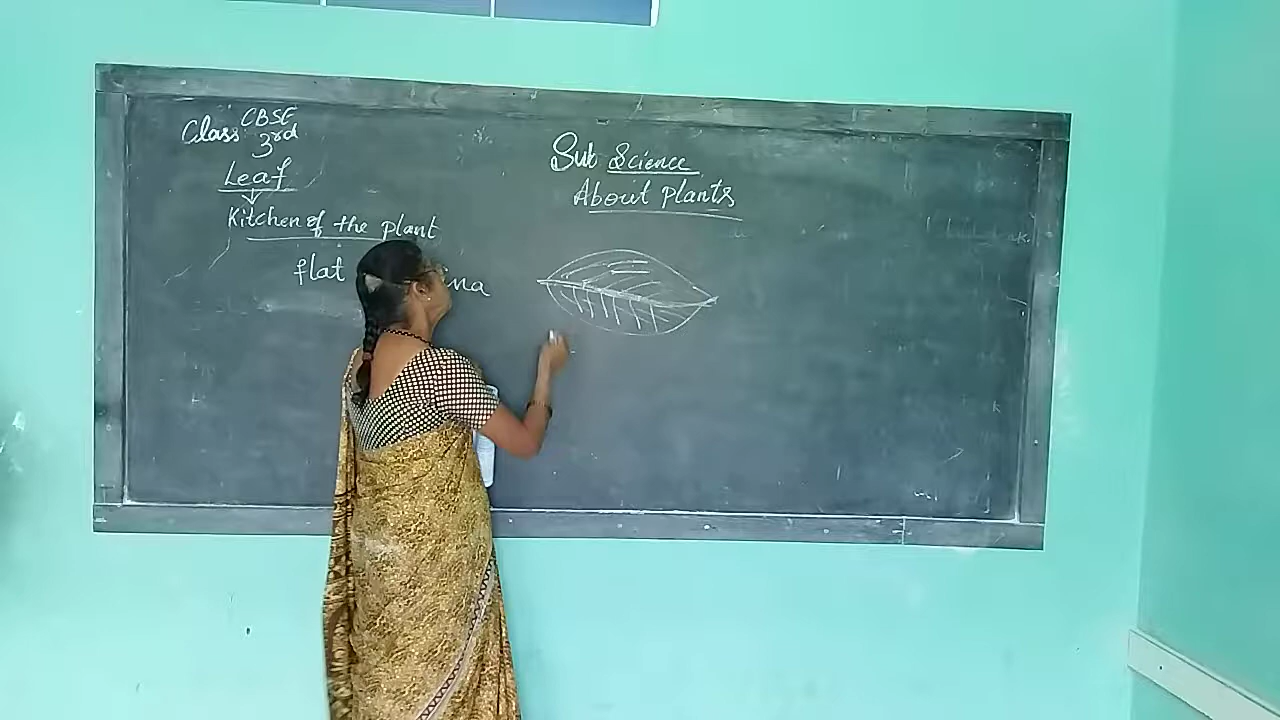 CBSE
Class 3rd
Leaf
Kitchen of the plant
flat
Sub Science
About plants